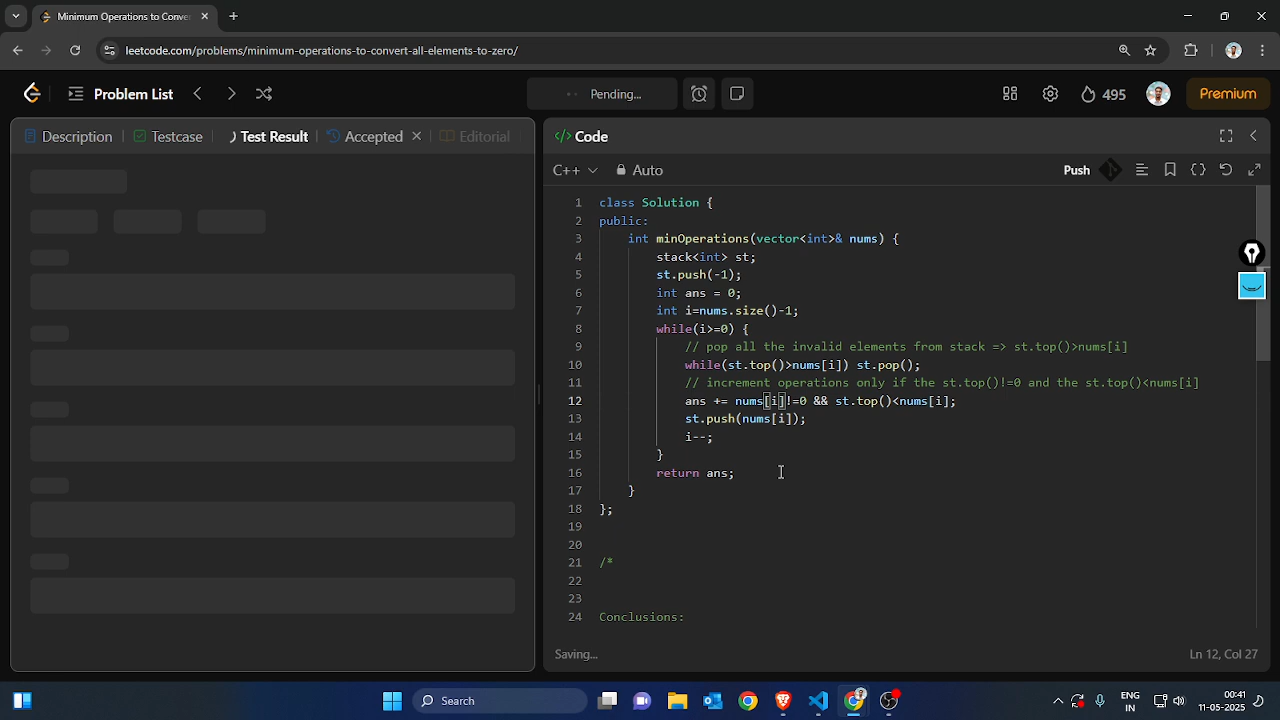 Minimum Operations to Conver
leetcode.com/problems/minimum-operations-to-convert-all-elements-to-zero/
Problem List
Pending...
495
Premium
Description
Testcase
Test Result
Accepted
Editorial
</> Code
C++
Auto
Push
1 class Solution {
2 public:
3 int minOperations(vector<int>& nums) {
4 stack<int> st;
5 st.push(-1);
6 int ans = 0;
7 int i=nums.size()-1;
8 while(i>=0) {
9 // pop all the invalid elements from stack => st.top()>nums[i]
10 while(st.top()>nums[i]) st.pop();
11 // increment operations only if the st.top()!=0 and the st.top()<nums[i]
12 ans += nums[i]!=0 && st.top()<nums[i];
13 st.push(nums[i]);
14 i--;
15 }
16 return ans;
17 }
18 };
19
20
21 /*
22
23
24 Conclusions:
Saving...
Ln 12, Col 27
Search
ENG
IN
00:41
11-05-2025